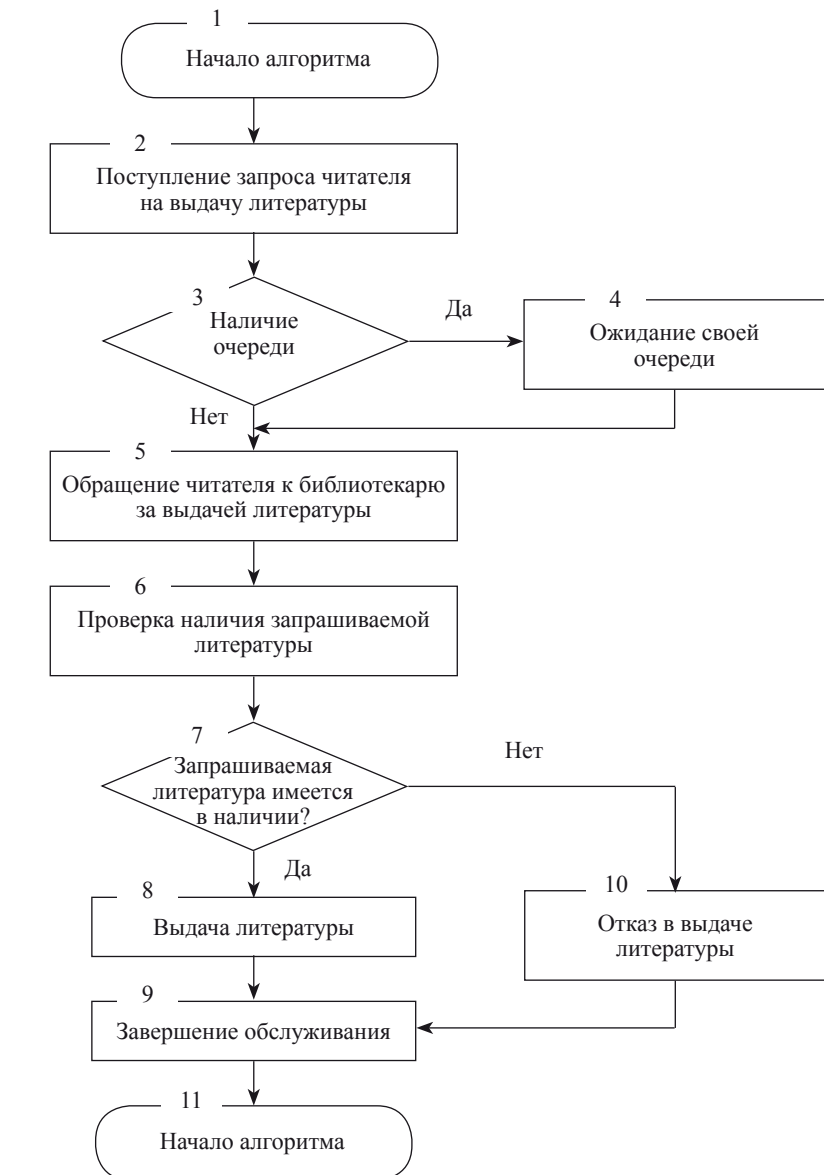 1
Начало алгоритма
2
Поступление запроса читателя
на выдачу литературы
3
Наличие
очереди
Да
4
Ожидание своей
очереди
Нет
5
Обращение читателя к библиотекарю
за выдачей литературы
6
Проверка наличия запрашиваемой
литературы
7
Запрашиваемая
литература имеется
в наличии?
Нет
Да
8
Выдача литературы
10
Отказ в выдаче
литературы
9
Завершение обслуживания
11
Начало алгоритма